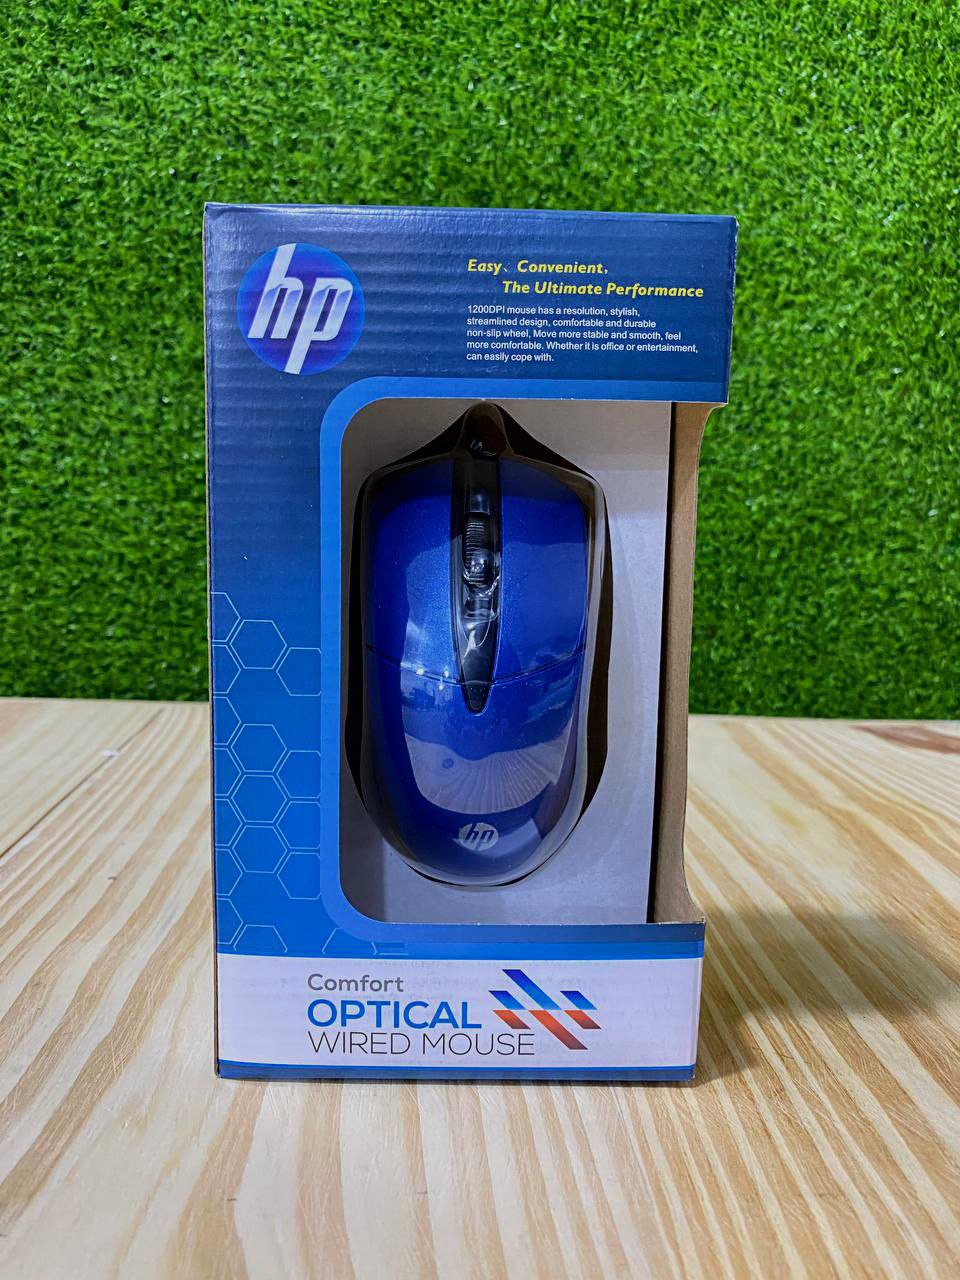 hp
Easy、Convenient,
The Ultimate Performance
1200DPI mouse has a resolution, stylish,
streamlined design, comfortable and durable
non-slip wheel, Move more stable and smooth, feel
more comfortable. Whether it is office or entertainment,
can easily cope with.
hp
Comfort
OPTICAL
WIRED MOUSE